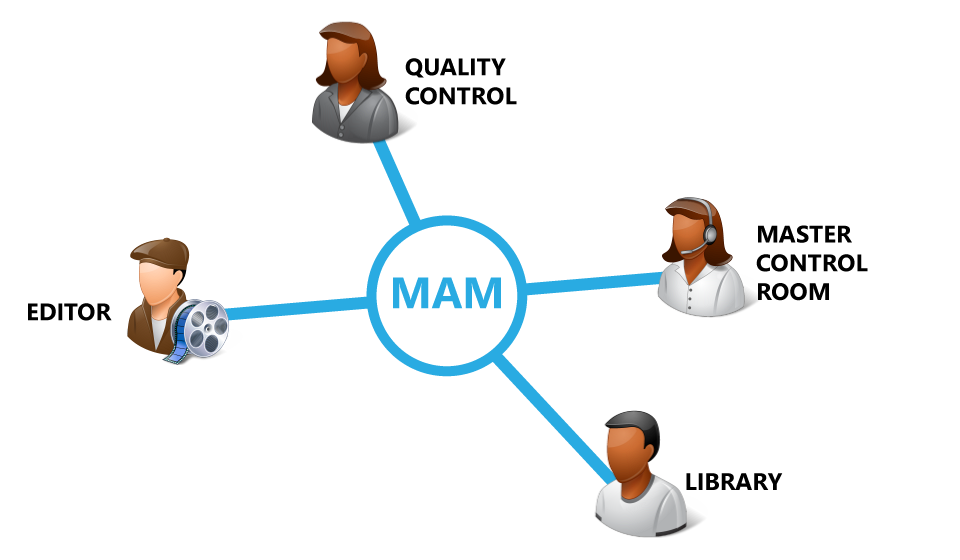 QUALITY
CONTROL
MASTER
CONTROL
ROOM
MAM
EDITOR
LIBRARY